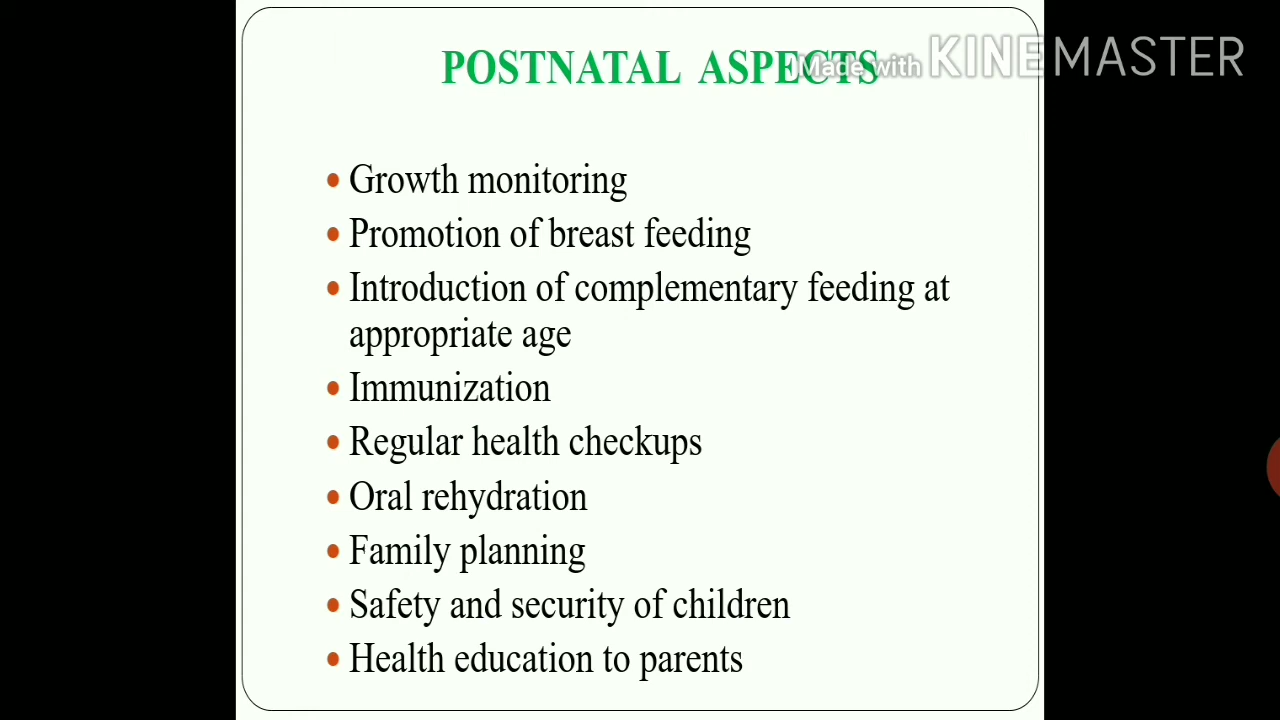 POSTNATAL ASPECTS
Made with KINEMASTER
• Growth monitoring
• Promotion of breast feeding
• Introduction of complementary feeding at
appropriate age
• Immunization
• Regular health checkups
• Oral rehydration
• Family planning
• Safety and security of children
• Health education to parents